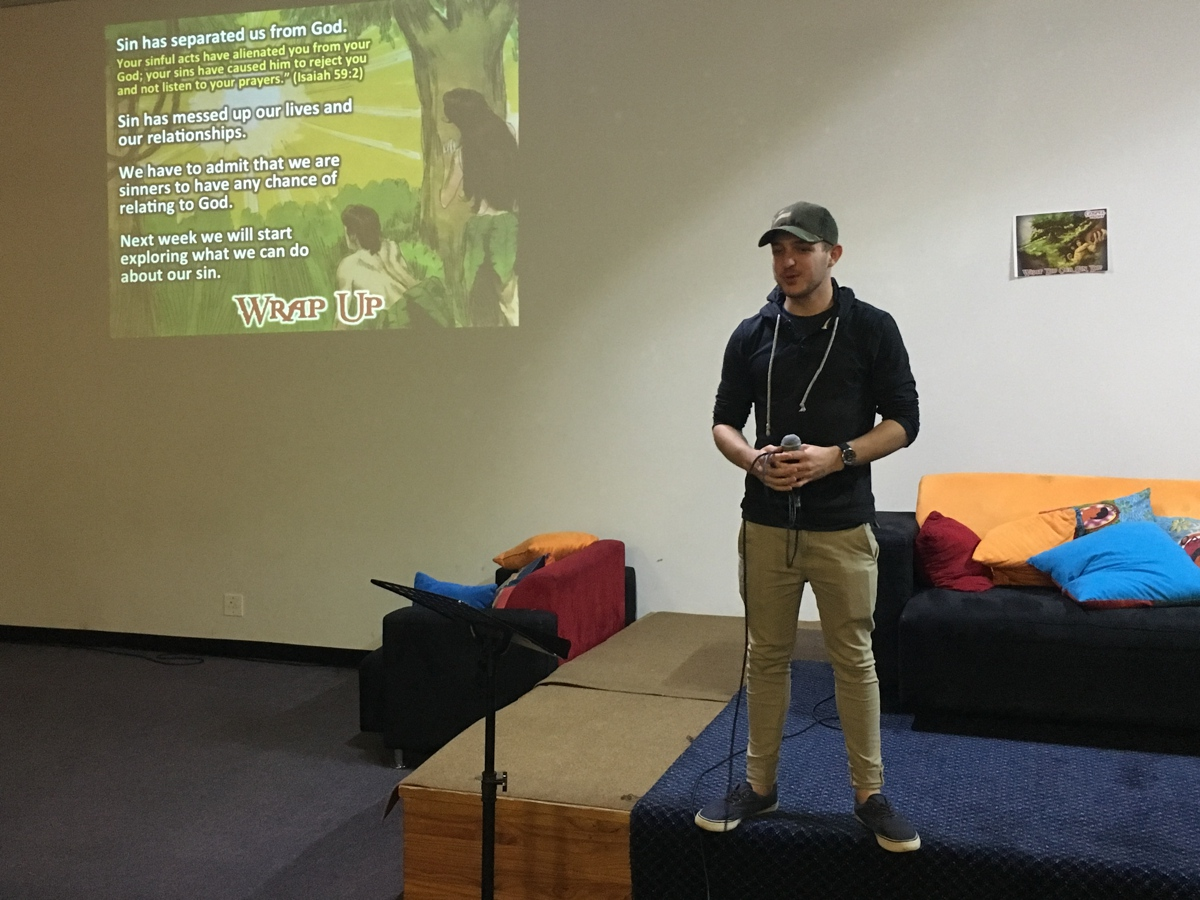 Sin has separated us from God.
Your sinful acts have alienated you from your
God; your sins have caused him to reject you
and not listen to your prayers.” (Isaiah 59:2)
Sin has messed up our lives and
our relationships.
We have to admit that we are
sinners to have any chance of
relating to God.
Next week we will start
exploring what we can do
about our sin.
Wrap Up